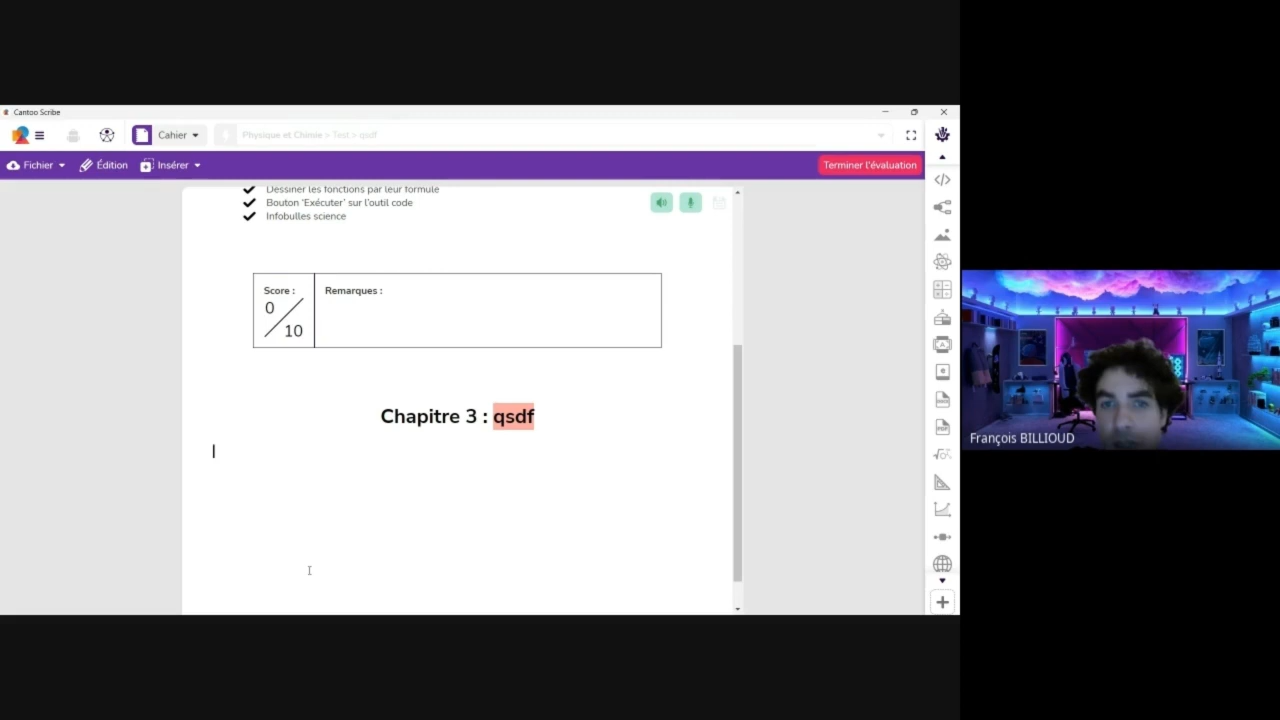 Cantoo Scribe
Cahier
Physique et Chimie > Test > qsdf
Fichier
Édition
Insérer
Terminer l'évaluation
Dessiner les fonctions par leur formule
Bouton ‘Exécuter’ sur l’outil code
Infobulles science
Score :
0
10
Remarques :
Chapitre 3 : qsdf
François BILLIOUD